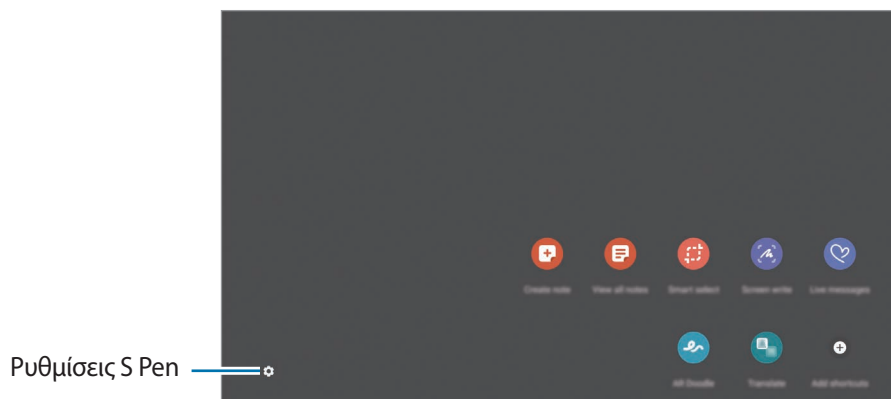 Create note View all notes Smart select Screen write Live messages
AR Doodle Translate Add shortcuts
Ρυθμίσεις S Pen